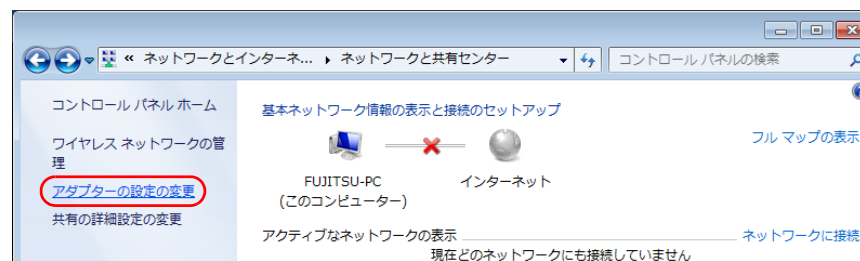 « ネットワークとインターネ... ▸ ネットワークと共有センター
コントロール パネルの検索
コントロール パネル ホーム
ワイヤレス ネットワークの管
理
アダプターの設定の変更
共有の詳細設定の変更
基本ネットワーク情報の表示と接続のセットアップ
フル マップの表示
FUJITSU-PC
(このコンピューター)
インターネット
アクティブなネットワークの表示
ネットワークに接続
現在どのネットワークにも接続していません